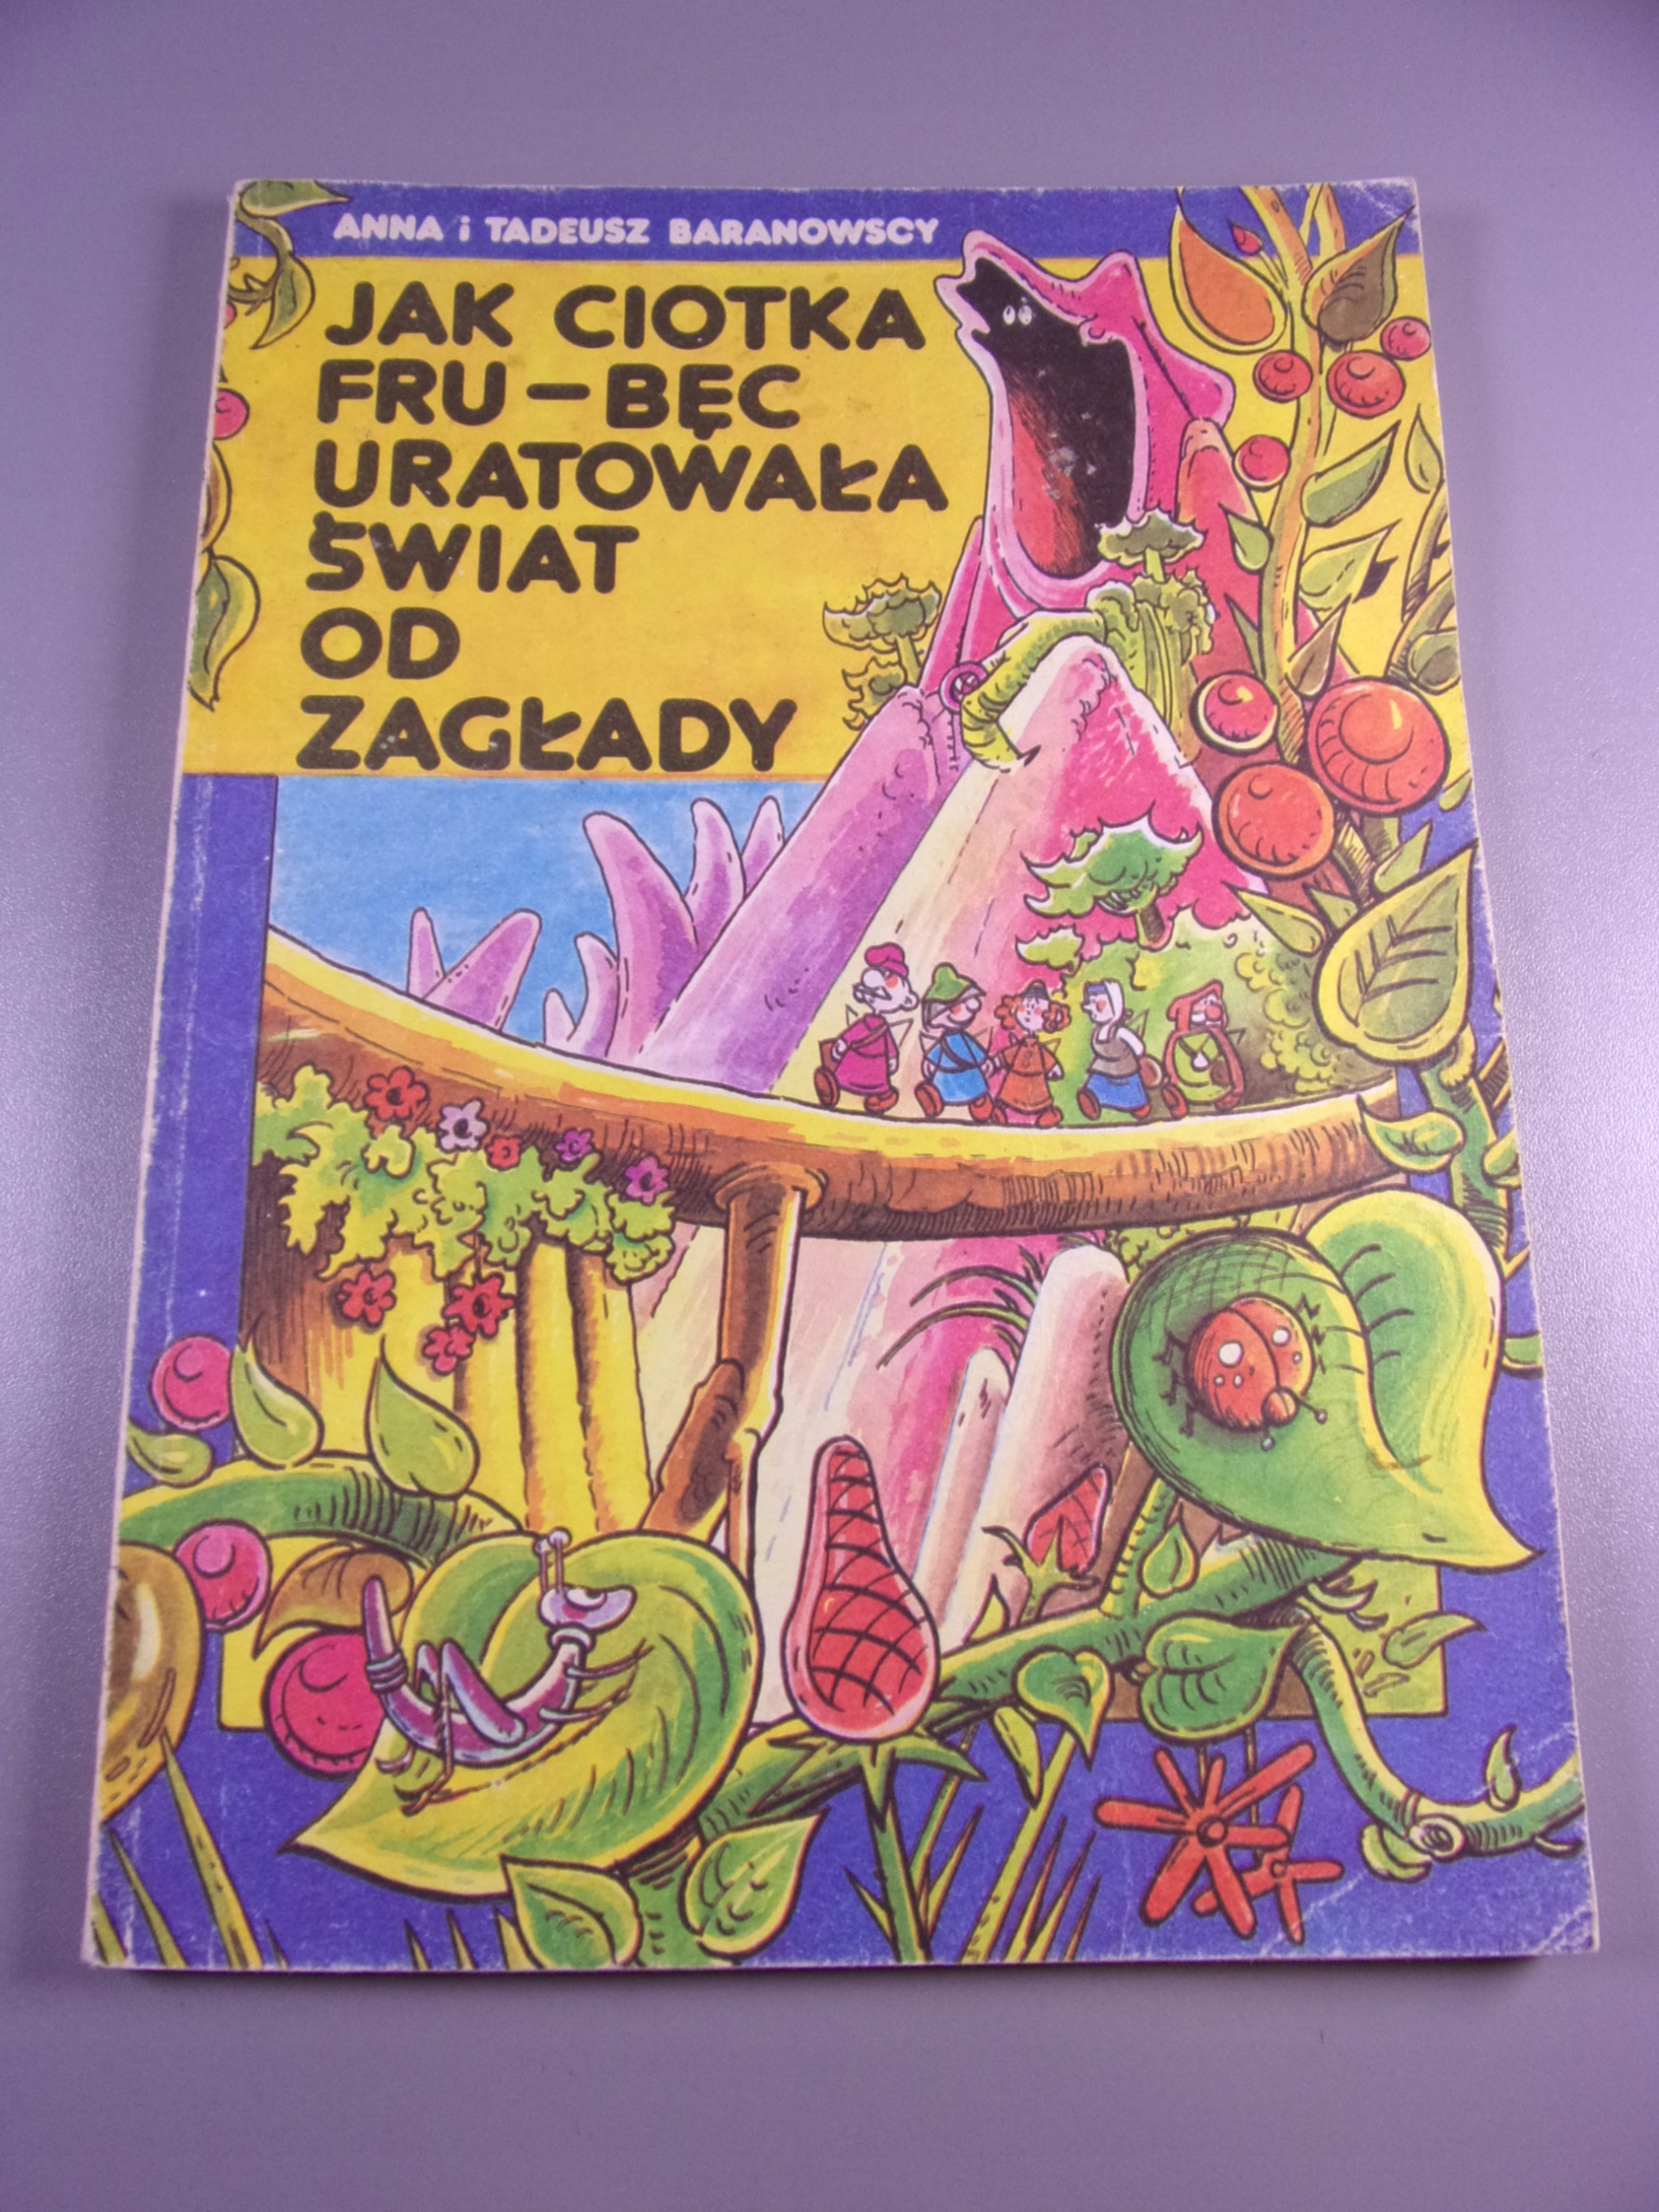 ANNA i TADEUSZ BARANOWSCY
JAK CIOTKA
FRU-BĘC
URATOWAŁA
ŚWIAT
OD
ZAGŁADY